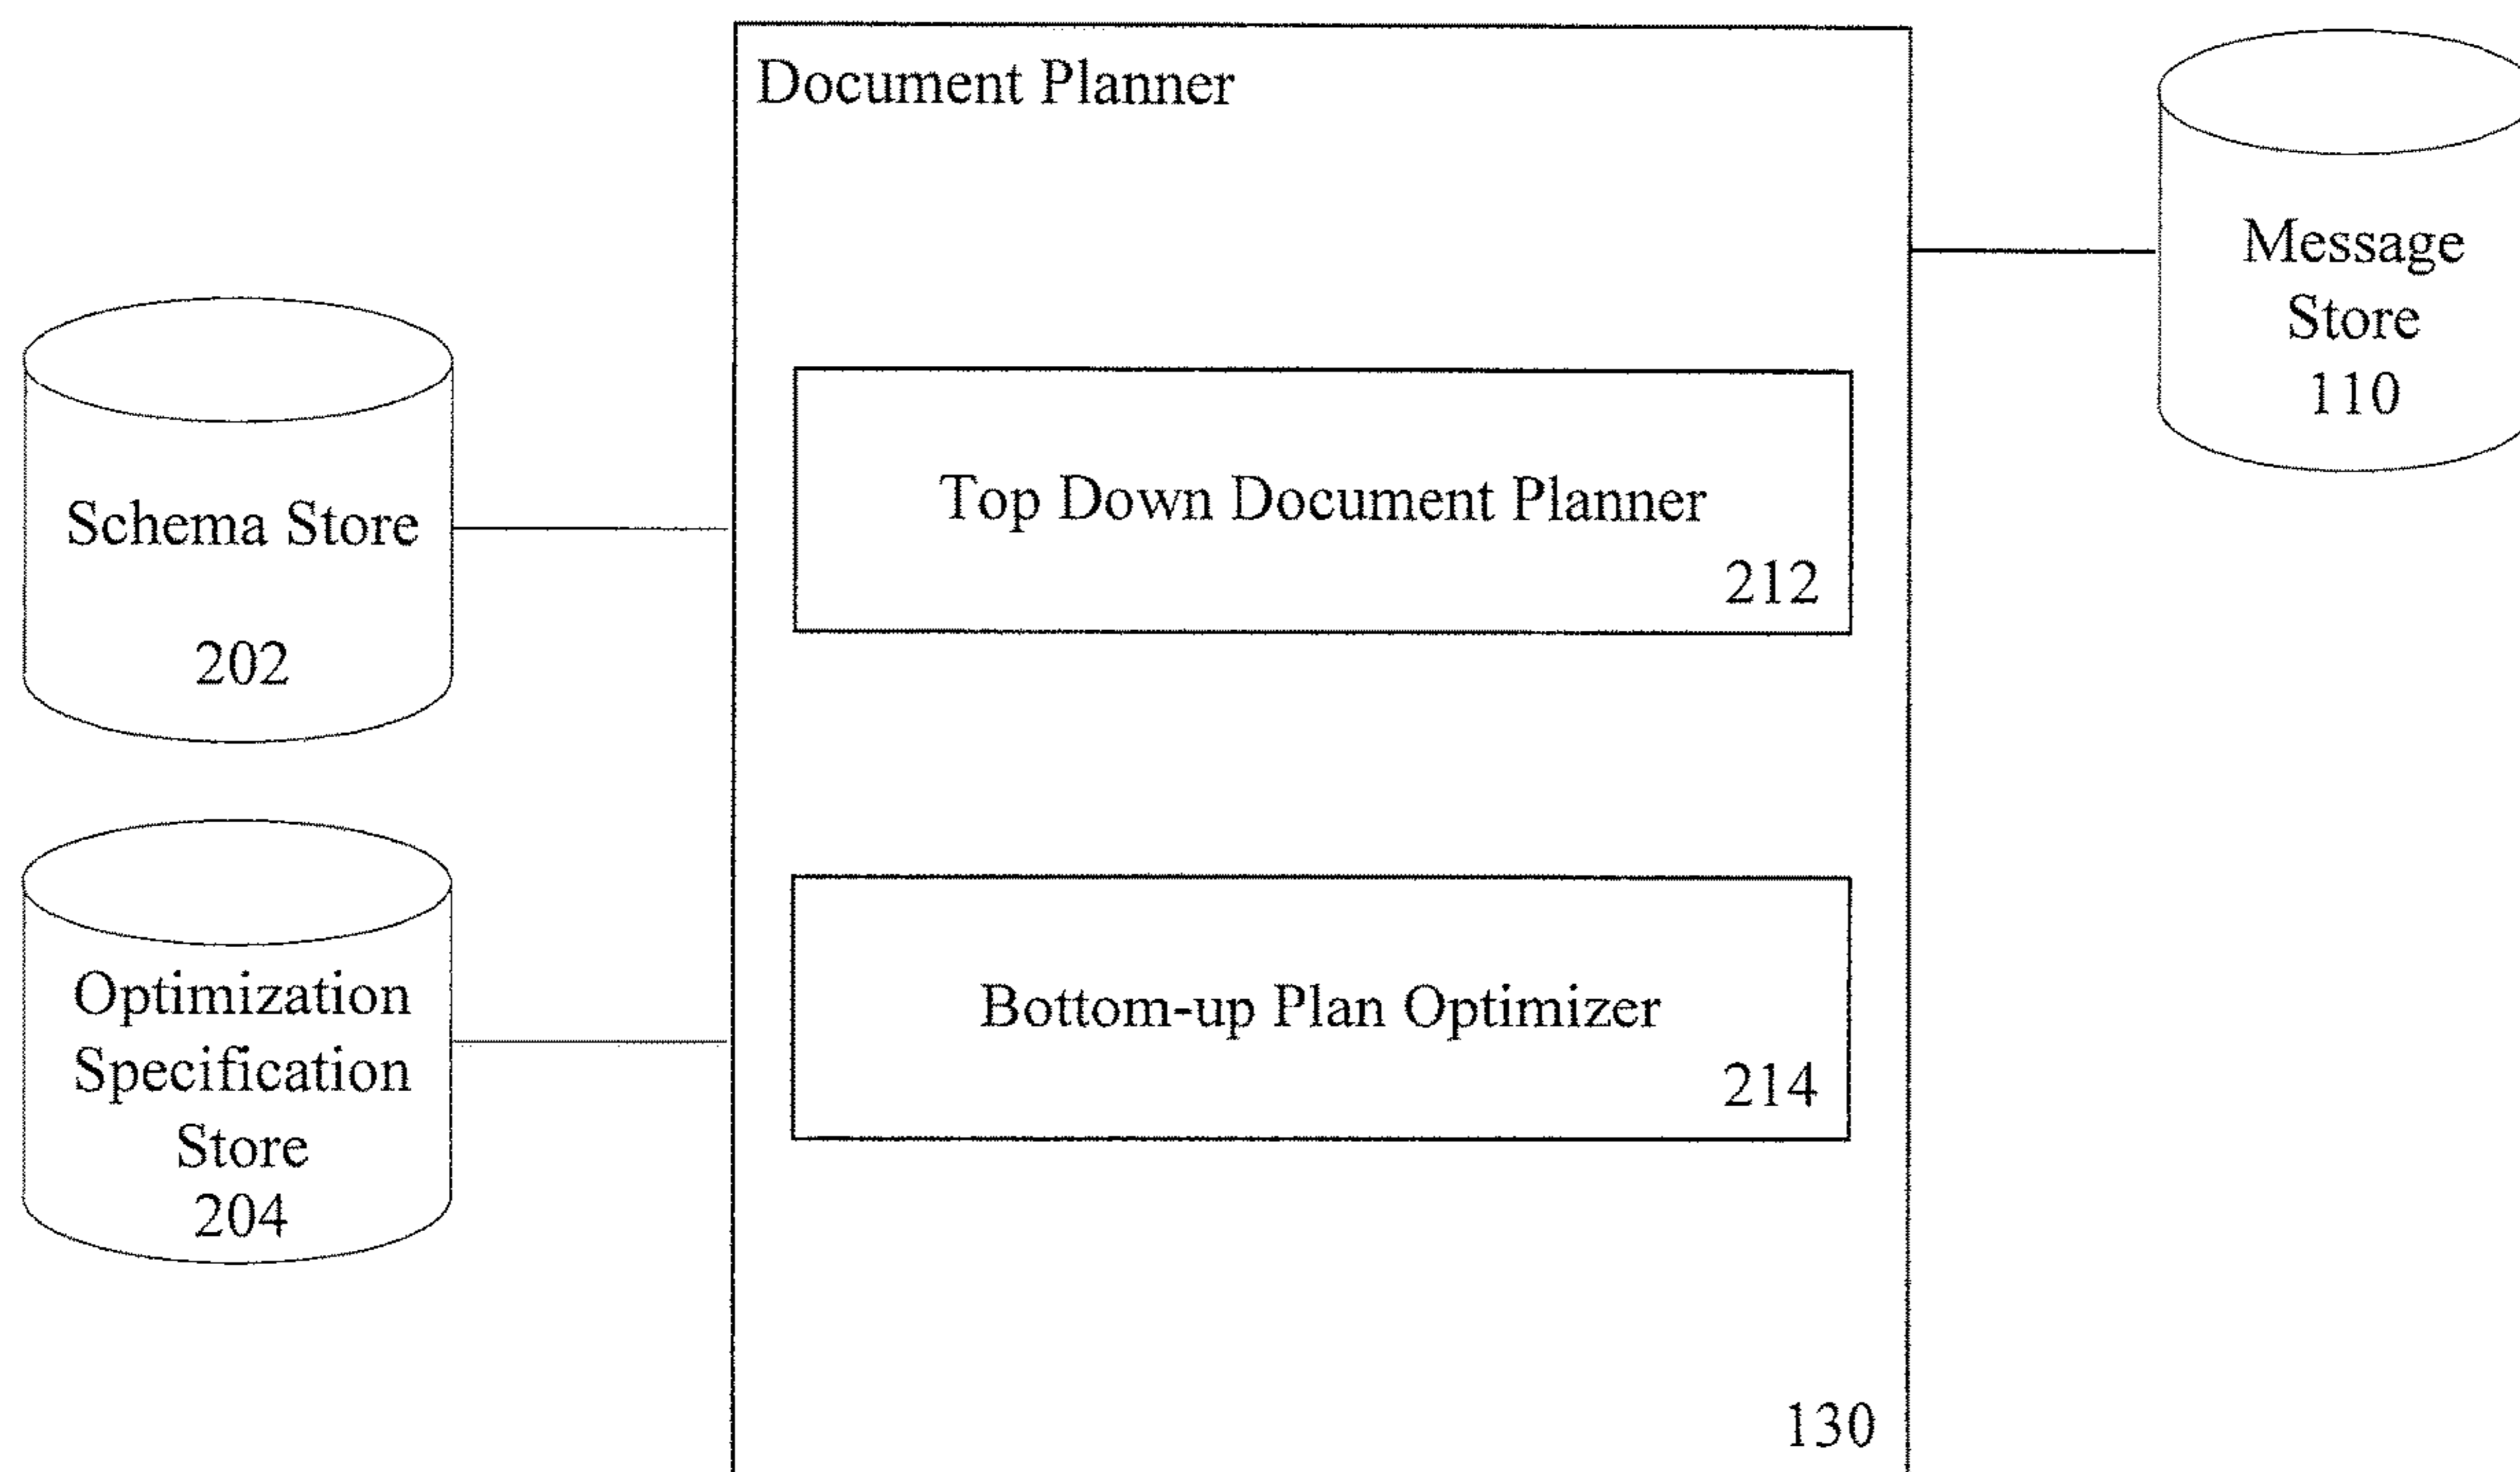 Document Planner
Message
Store
110
Schema Store
202
Top Down Document Planner
212
Optimization
Specification
Store
204
Bottom-up Plan Optimizer
214
130